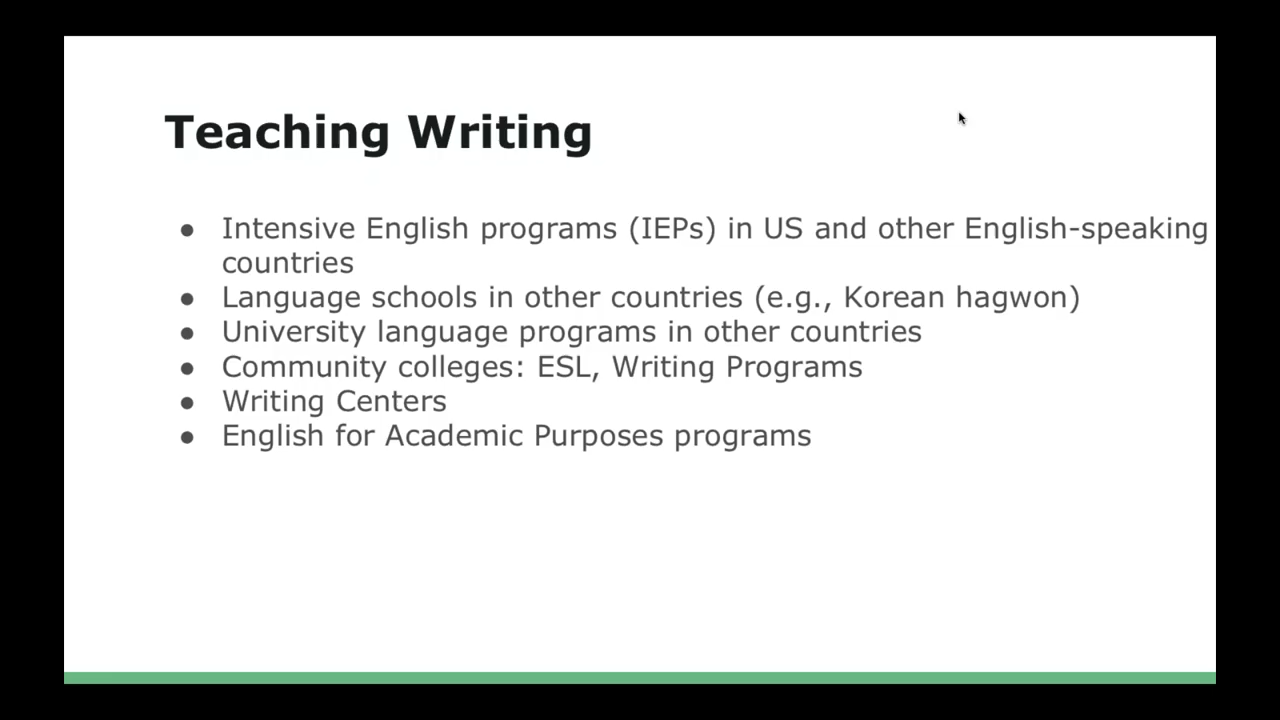 Teaching Writing
● Intensive English programs (IEPs) in US and other English-speaking
countries
● Language schools in other countries (e.g., Korean hagwon)
● University language programs in other countries
● Community colleges: ESL, Writing Programs
● Writing Centers
● English for Academic Purposes programs